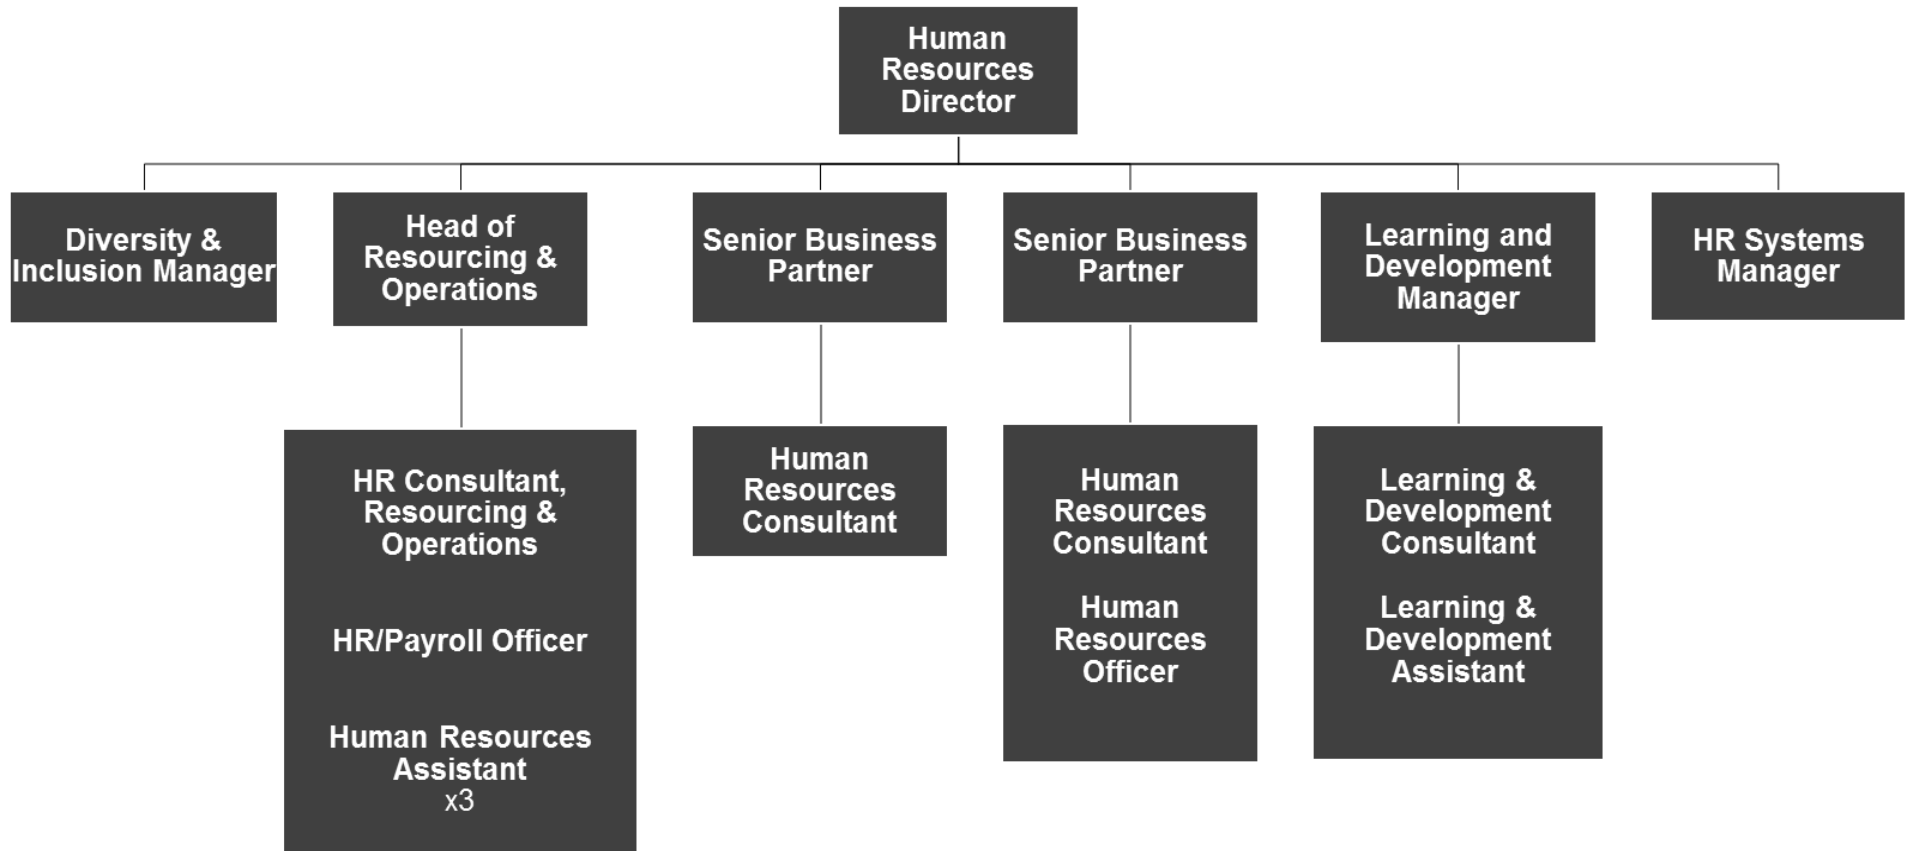 Human
Resources
Director
Diversity &
Inclusion Manager
Head of
Resourcing &
Operations
Senior Business
Partner
Senior Business
Partner
Learning and
Development
Manager
HR Systems
Manager
HR Consultant,
Resourcing &
Operations
HR/Payroll Officer
Human Resources
Assistant
x3
Human
Resources
Consultant
Human
Resources
Consultant
Human
Resources
Officer
Learning &
Development
Consultant
Learning &
Development
Assistant